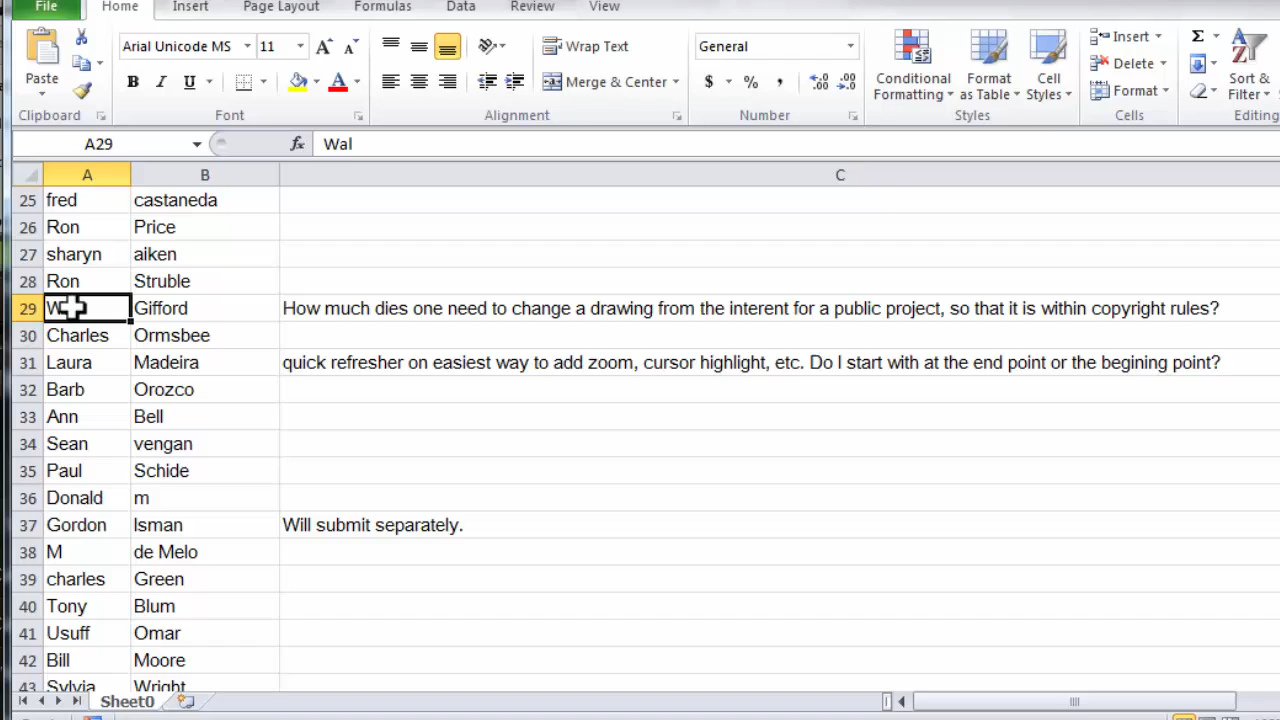 File Home Insert Page Layout Formulas Data Review View
Arial Unicode MS 11 Wrap Text General Insert Σ
Paste B I U Merge & Center $ % , Conditional Formatting Format as Table Cell Styles Delete Format Sort & Filter
Clipboard Font Alignment Number Styles Cells Editing
A29 fx Wal
A B C
25 fred castaneda
26 Ron Price
27 sharyn aiken
28 Ron Struble
29 W Gifford How much dies one need to change a drawing from the interent for a public project, so that it is within copyright rules?
30 Charles Ormsbee
31 Laura Madeira quick refresher on easiest way to add zoom, cursor highlight, etc. Do I start with at the end point or the begining point?
32 Barb Orozco
33 Ann Bell
34 Sean vengan
35 Paul Schide
36 Donald m
37 Gordon Isman Will submit separately.
38 M de Melo
39 charles Green
40 Tony Blum
41 Usuff Omar
42 Bill Moore
43 Sylvia Wright
Sheet0